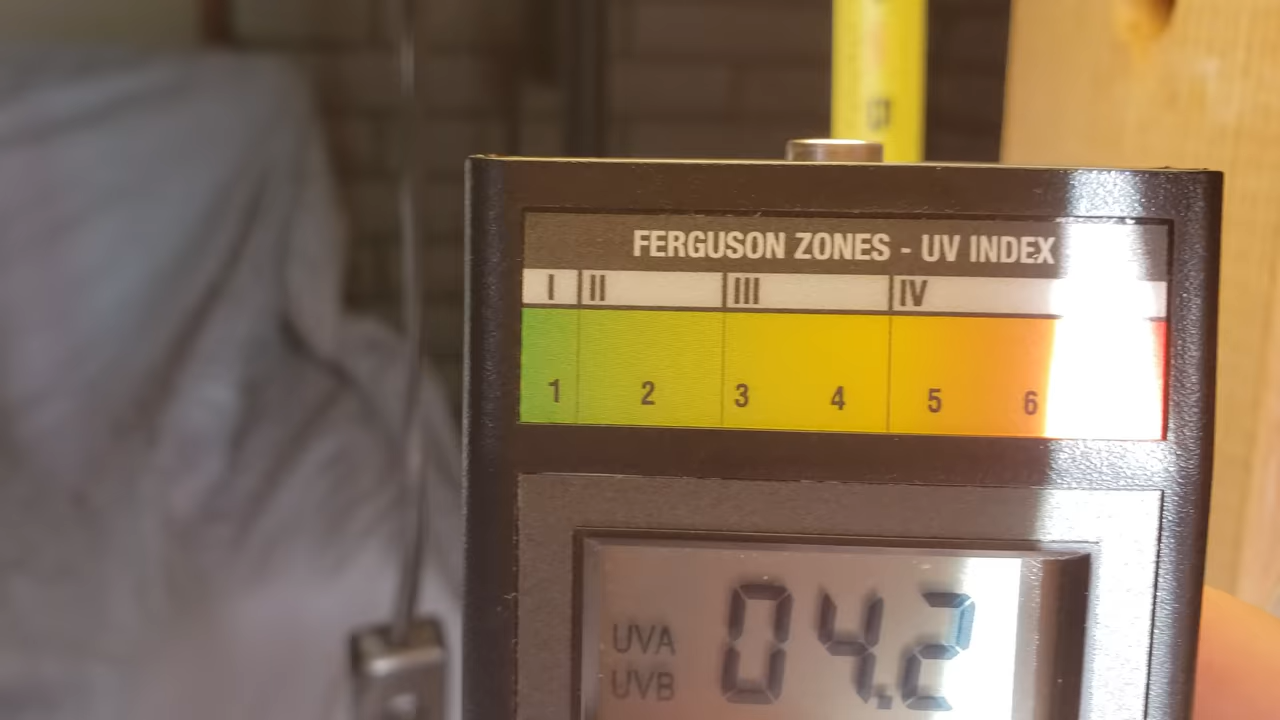 FERGUSON ZONES - UV INDEX
I II III IV
1 2 3 4 5 6
UVA
UVB
04.2